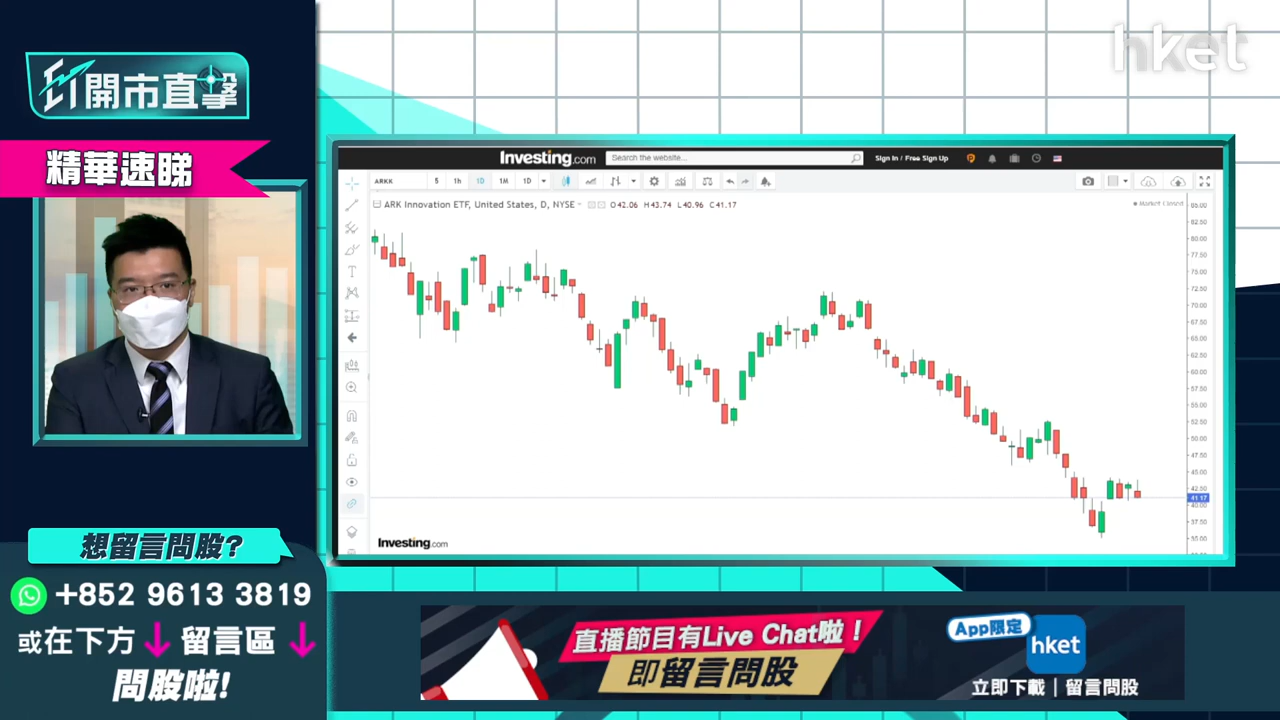 hket
ET開市直擊
精華速睇
Investing.com
Search the website...
Sign In / Free Sign Up
ARKK
5
1h
1D
1M
1D
ARK Innovation ETF, United States, D, NYSE
O42.06 H43.74 L40.96 C41.17
Market Closed
85.00
82.50
80.00
77.50
75.00
72.50
70.00
67.50
65.00
62.50
60.00
57.50
55.00
52.50
50.00
47.50
45.00
42.50
41.17
40.00
37.50
35.00
Investing.com
想留言問股?
+852 9613 3819
或在下方 留言區
問股啦!
直播節目有Live Chat啦!
即留言問股
App限定
hket
立即下載|留言問股